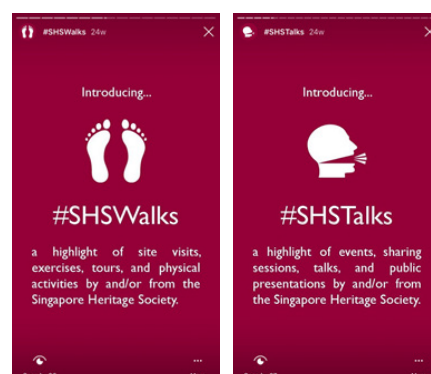 #SHSWalks 24w
Introducing...
#SHSWalks
a highlight of site visits,
exercises, tours, and physical
activities by and/or from the
Singapore Heritage Society.
#SHSTalks 24w
Introducing...
#SHSTalks
a highlight of events, sharing
sessions, talks, and public
presentations by and/or from
the Singapore Heritage Society.